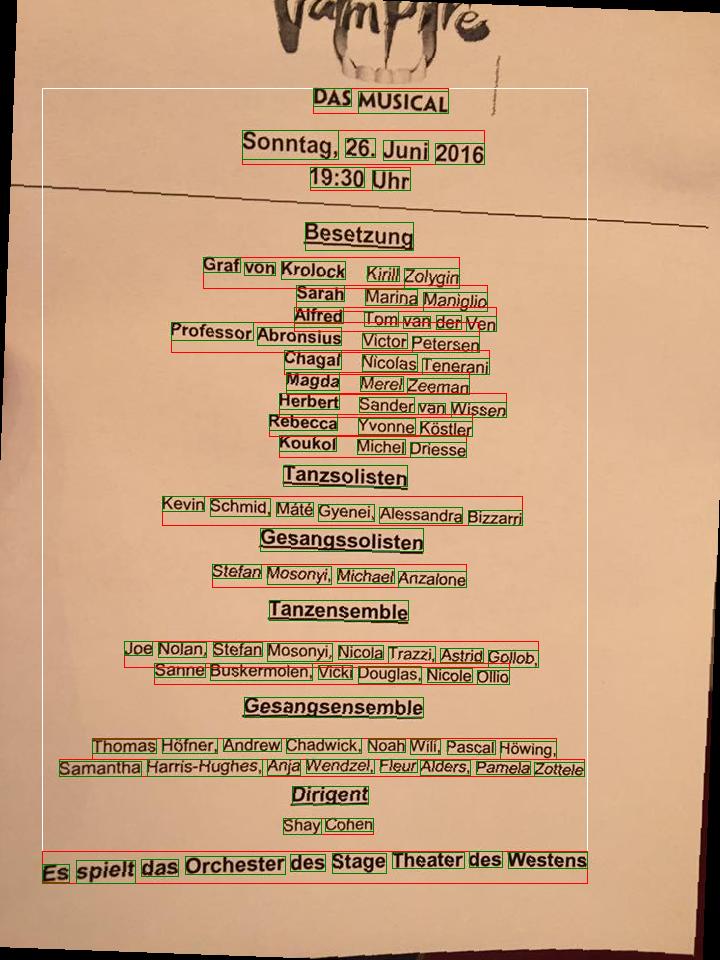 Vampire
DAS MUSICAL
Sonntag, 26. Juni 2016
19:30 Uhr
Besetzung
Graf von Krolock Kirill Zolygin
Sarah Marina Maniglio
Alfred Tom van der Ven
Professor Abronsius Victor Petersen
Chagal Nicolas Tenerani
Magda Merel Zeeman
Herbert Sander van Wissen
Rebecca Yvonne Köstler
Koukol Michel Driesse
Tanzsolisten
Kevin Schmid, Máté Gyenei, Alessandra Bizzarri
Gesangssolisten
Stefan Mosonyi, Michael Anzalone
Tanzensemble
Joe Nolan, Stefan Mosonyi, Nicola Trazzi, Astrid Gollob,
Sanne Buskermolen, Vicki Douglas, Nicole Ollio
Gesangsensemble
Thomas Höfner, Andrew Chadwick, Noah Will, Pascal Höwing,
Samantha Harris-Hughes, Anja Wendzel, Fleur Alders, Pamela Zottele
Dirigent
Shay Cohen
Es spielt das Orchester des Stage Theater des Westens